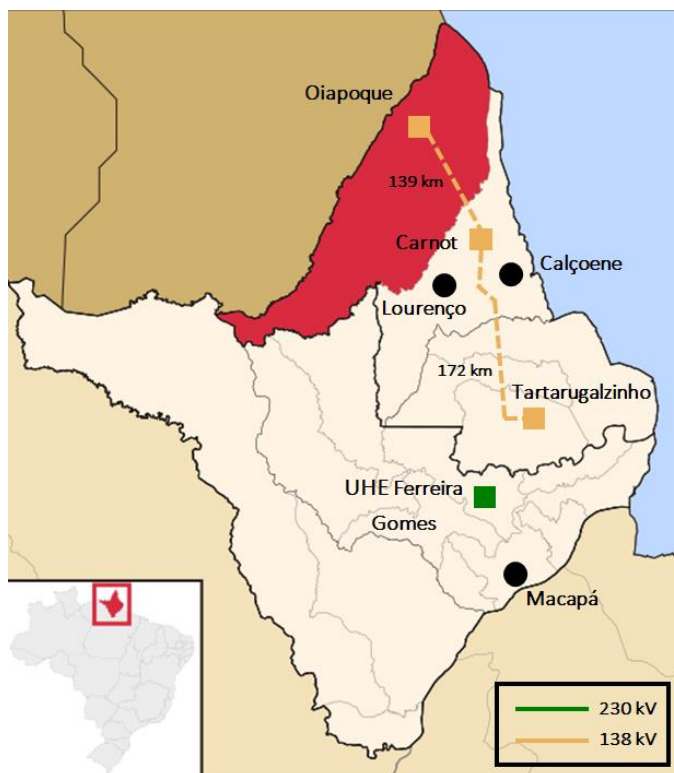 Oiapoque
139 km
Carnot
Calçoene
Lourenço
172 km
Tartarugalzinho
UHE Ferreira
Gomes
Macapá
230 kV
138 kV